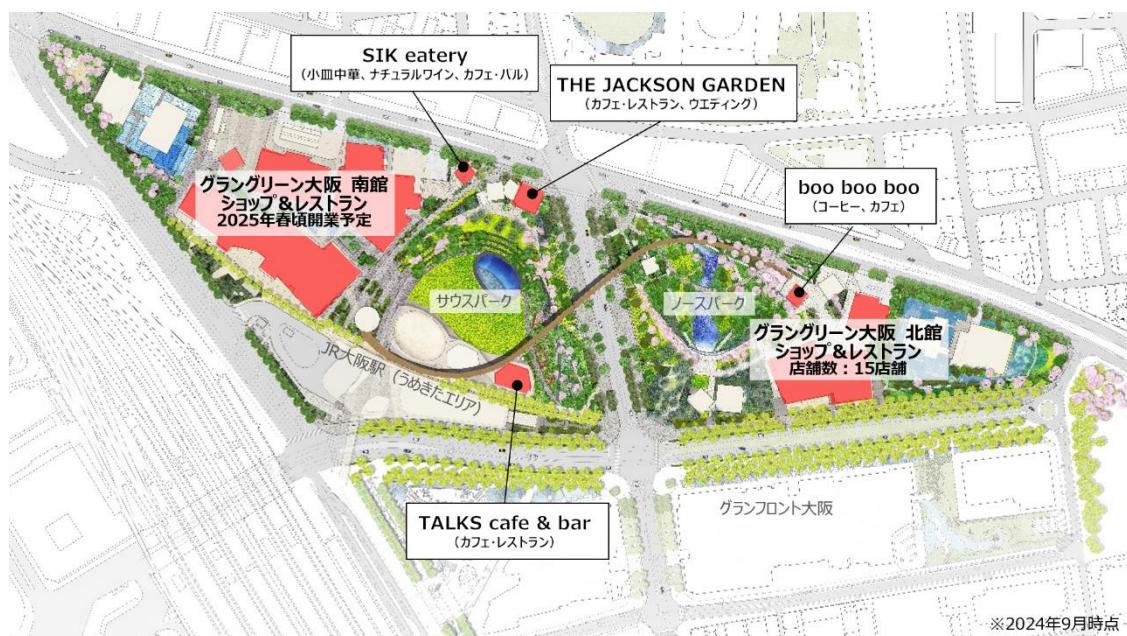 SIK eatery
（小皿中華、ナチュラルワイン、カフェ・バル）
THE JACKSON GARDEN
（カフェ・レストラン、ウエディング）
boo boo boo
（コーヒー、カフェ）
グラングリーン大阪 南館
ショップ＆レストラン
2025年春頃開業予定
サウスパーク
ノースパーク
グラングリーン大阪 北館
ショップ＆レストラン
店舗数：15店舗
JR大阪駅（うめきたエリア）
TALKS cafe & bar
（カフェ・レストラン）
グランフロント大阪
※2024年9月時点